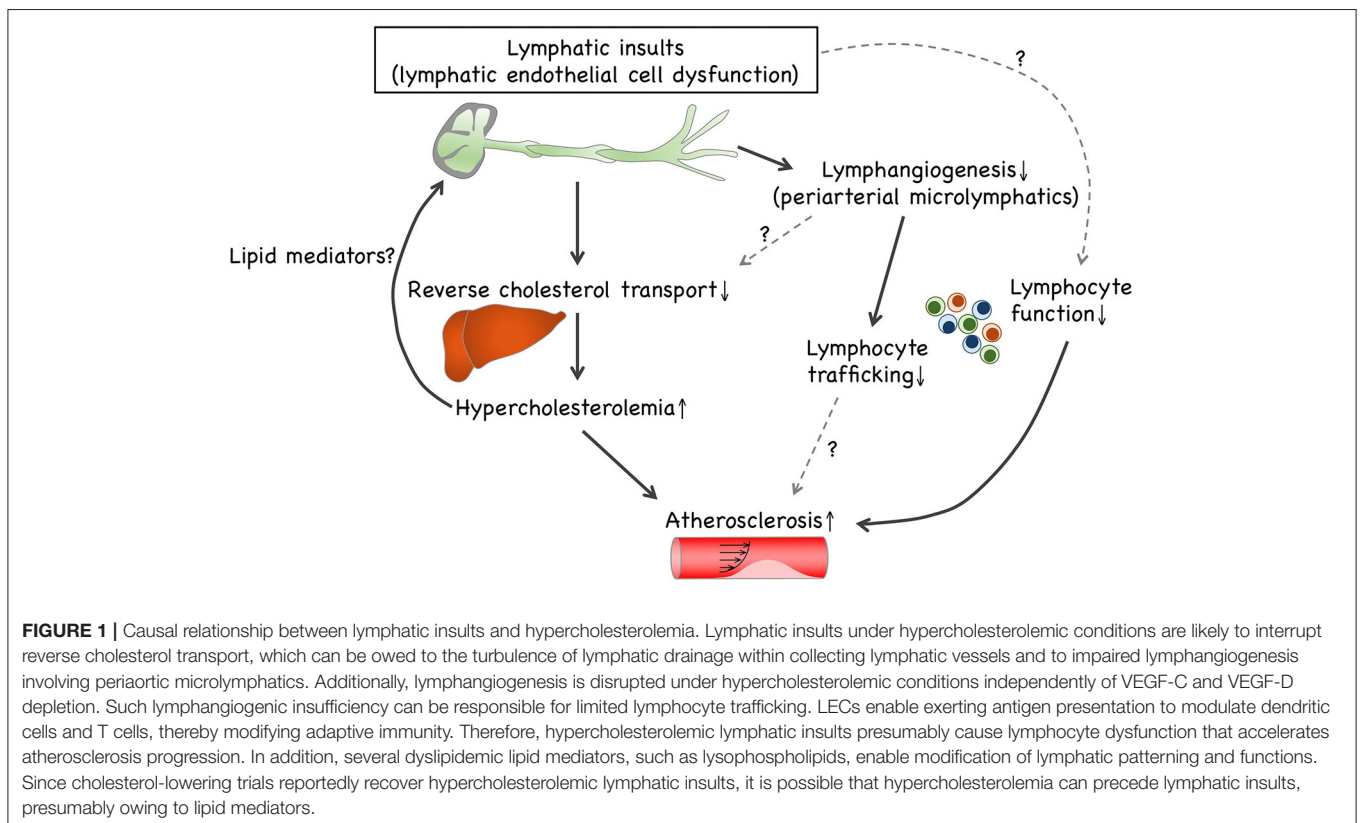 Lymphatic insults
(lymphatic endothelial cell dysfunction)
?
Lymphangiogenesis↓
(periarterial microlymphatics)
?
Lipid mediators?
Reverse cholesterol transport↓
Lymphocyte
function↓
Lymphocyte
trafficking↓
Hypercholesterolemia↑
?
Atherosclerosis↑
FIGURE 1 | Causal relationship between lymphatic insults and hypercholesterolemia. Lymphatic insults under hypercholesterolemic conditions are likely to interrupt
reverse cholesterol transport, which can be owed to the turbulence of lymphatic drainage within collecting lymphatic vessels and to impaired lymphangiogenesis
involving periaortic microlymphatics. Additionally, lymphangiogenesis is disrupted under hypercholesterolemic conditions independently of VEGF-C and VEGF-D
depletion. Such lymphangiogenic insufficiency can be responsible for limited lymphocyte trafficking. LECs enable exerting antigen presentation to modulate dendritic
cells and T cells, thereby modifying adaptive immunity. Therefore, hypercholesterolemic lymphatic insults presumably cause lymphocyte dysfunction that accelerates
atherosclerosis progression. In addition, several dyslipidemic lipid mediators, such as lysophospholipids, enable modification of lymphatic patterning and functions.
Since cholesterol-lowering trials reportedly recover hypercholesterolemic lymphatic insults, it is possible that hypercholesterolemia can precede lymphatic insults,
presumably owing to lipid mediators.